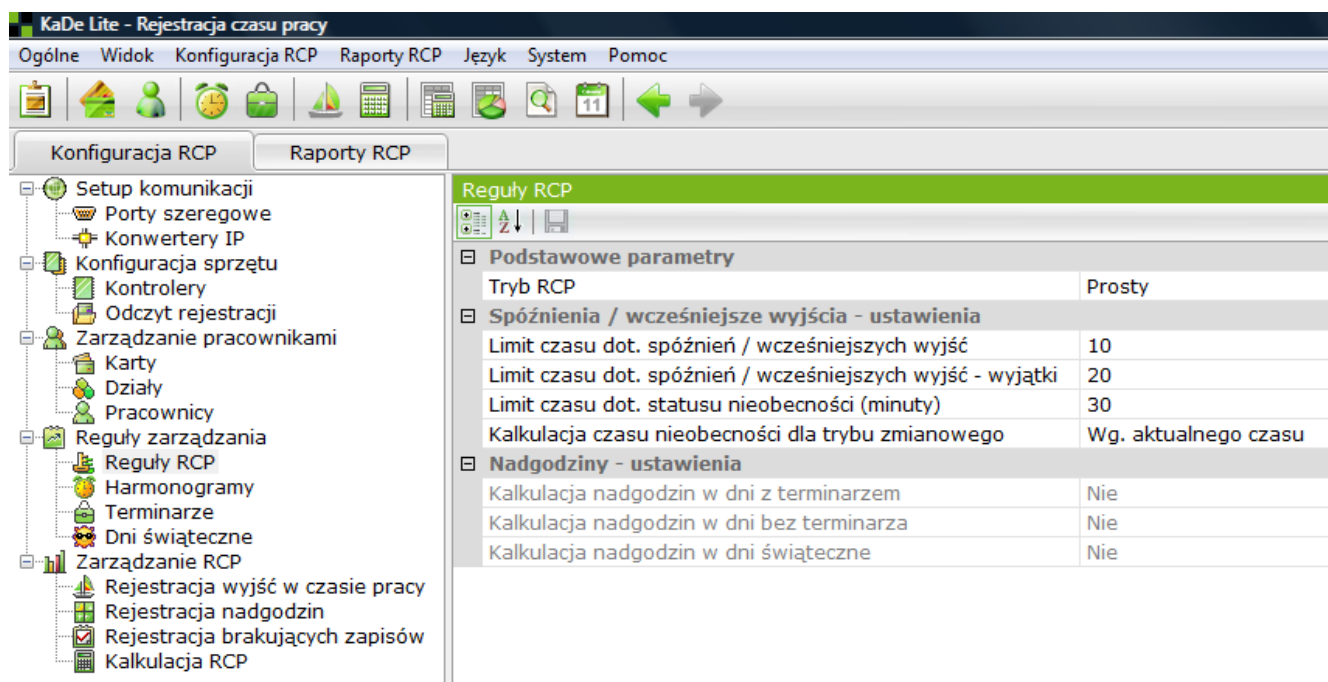 KaDe Lite - Rejestracja czasu pracy
Ogólne Widok Konfiguracja RCP Raporty RCP Język System Pomoc
11
Konfiguracja RCP Raporty RCP
Setup komunikacji
Porty szeregowe
Konwertery IP
Konfiguracja sprzętu
Kontrolery
Odczyt rejestracji
Zarządzanie pracownikami
Karty
Działy
Pracownicy
Reguły zarządzania
Reguły RCP
Harmonogramy
Terminarze
Dni świąteczne
Zarządzanie RCP
Rejestracja wyjść w czasie pracy
Rejestracja nadgodzin
Rejestracja brakujących zapisów
Kalkulacja RCP
Reguły RCP
AZ
Podstawowe parametry
Tryb RCP Prosty
Spóźnienia / wcześniejsze wyjścia - ustawienia
Limit czasu dot. spóźnień / wcześniejszych wyjść 10
Limit czasu dot. spóźnień / wcześniejszych wyjść - wyjątki 20
Limit czasu dot. statusu nieobecności (minuty) 30
Kalkulacja czasu nieobecności dla trybu zmianowego Wg. aktualnego czasu
Nadgodziny - ustawienia
Kalkulacja nadgodzin w dni z terminarzem Nie
Kalkulacja nadgodzin w dni bez terminarza Nie
Kalkulacja nadgodzin w dni świąteczne Nie